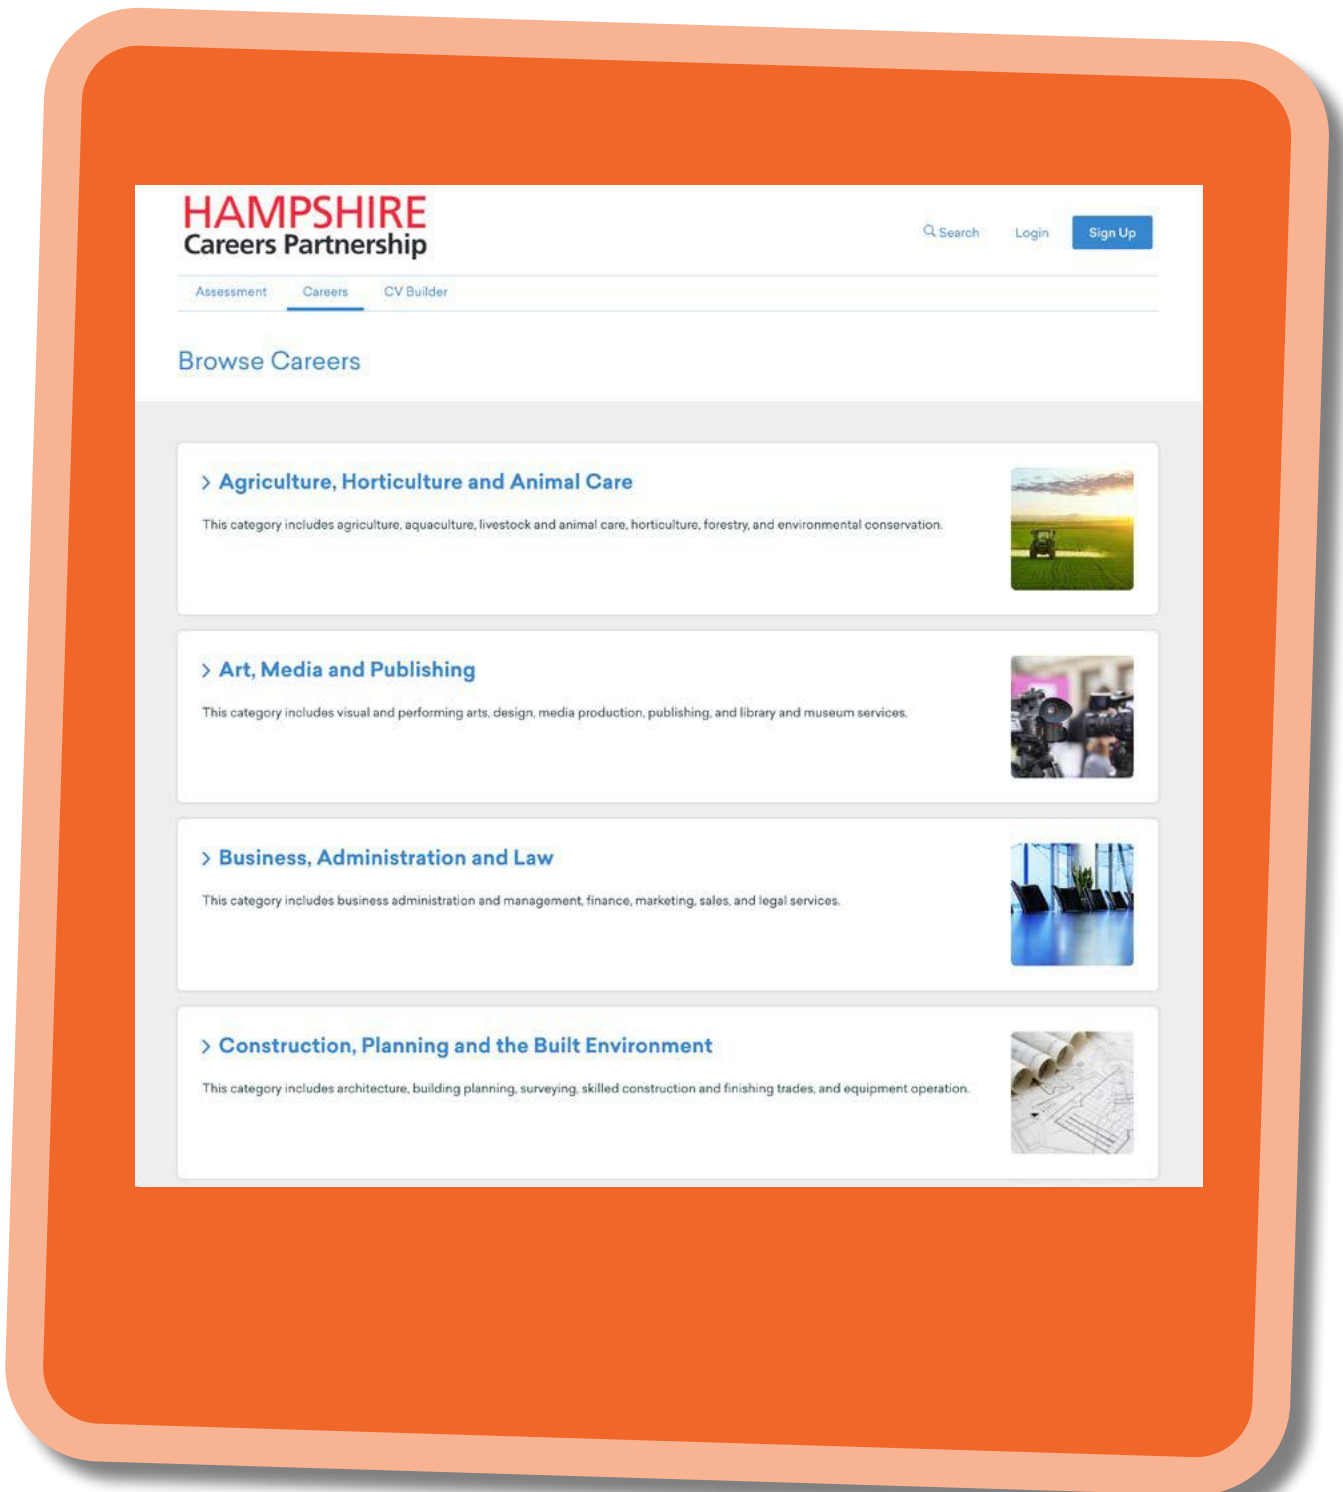 HAMPSHIRE
Careers Partnership
Search Login Sign Up
Assessment Careers CV Builder
Browse Careers
> Agriculture, Horticulture and Animal Care
This category includes agriculture, aquaculture, livestock and animal care, horticulture, forestry, and environmental conservation.
> Art, Media and Publishing
This category includes visual and performing arts, design, media production, publishing, and library and museum services.
> Business, Administration and Law
This category includes business administration and management, finance, marketing, sales, and legal services.
> Construction, Planning and the Built Environment
This category includes architecture, building planning, surveying, skilled construction and finishing trades, and equipment operation.